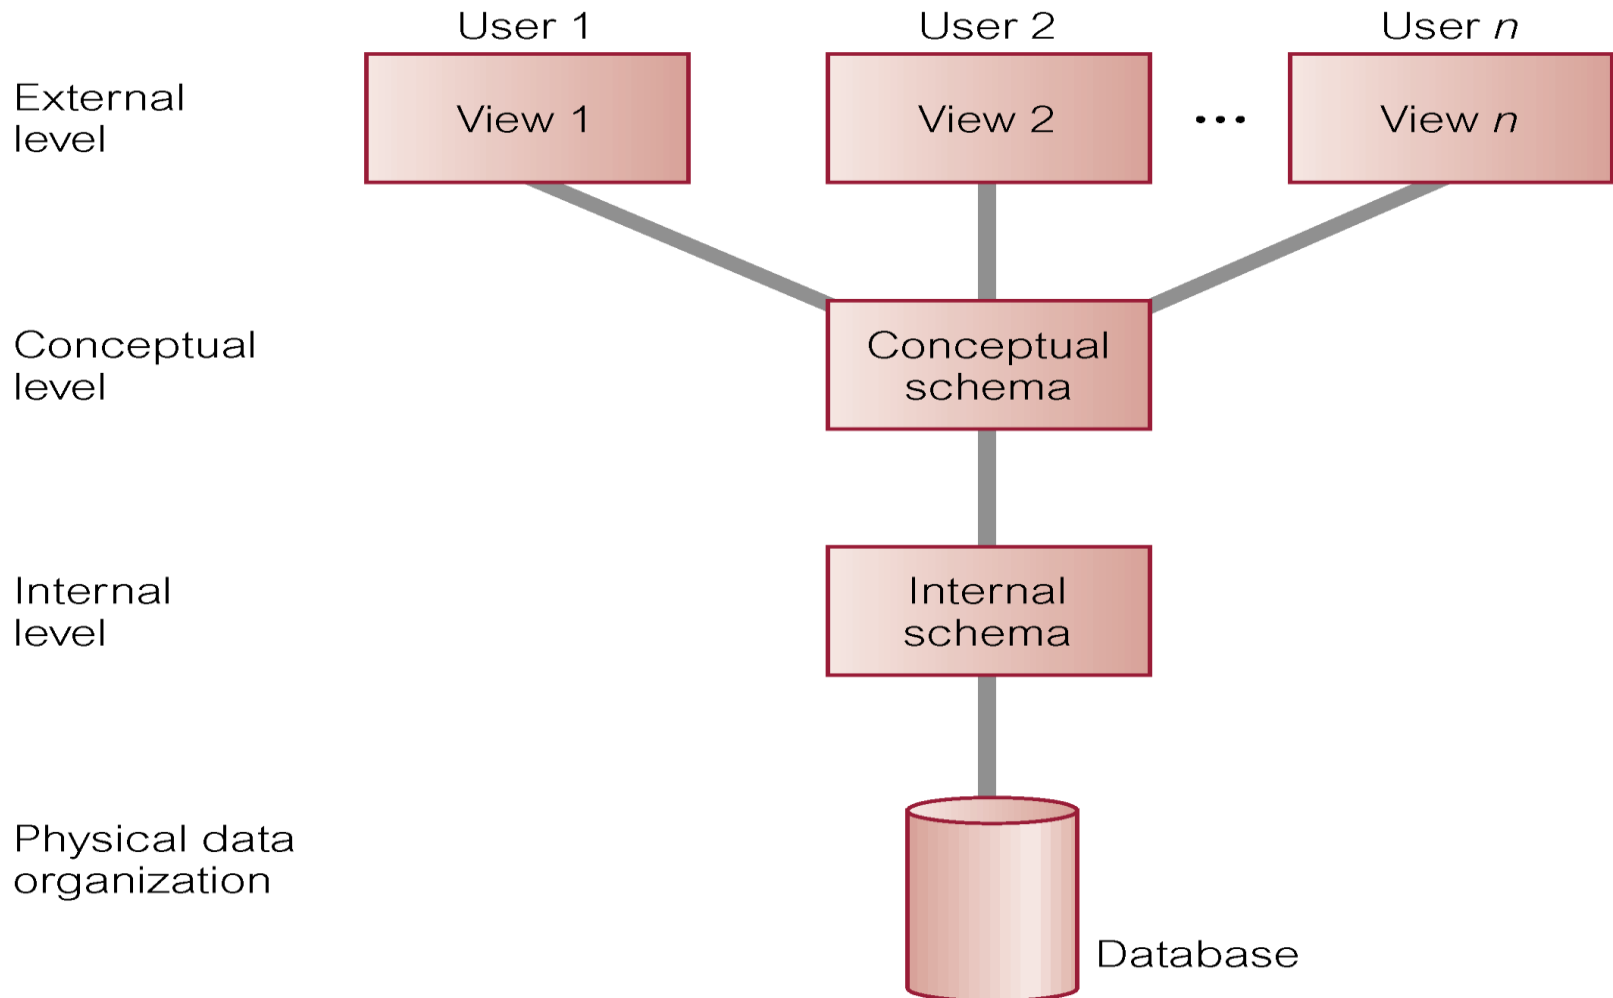 User 1
User 2
User n
External
level
View 1
View 2
...
View n
Conceptual
level
Conceptual
schema
Internal
level
Internal
schema
Physical data
organization
Database